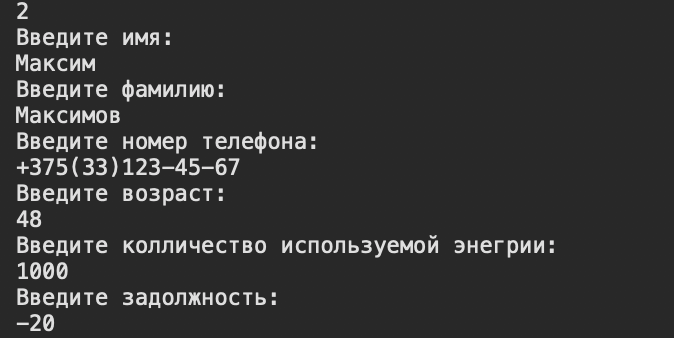 2
Введите имя:
Максим
Введите фамилию:
Максимов
Введите номер телефона:
+375(33)123-45-67
Введите возраст:
48
Введите колличество используемой энегрии:
1000
Введите задолжность:
-20